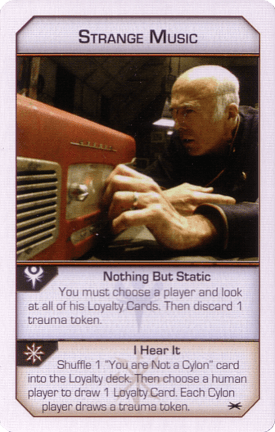 STRANGE MUSIC
Nothing But Static
You must choose a player and look
at all of his Loyalty Cards. Then discard 1
trauma token.
I Hear It
Shuffle 1 “You are Not a Cylon” card
into the Loyalty deck. Then choose a human
player to draw 1 Loyalty Card. Each Cylon
player draws a trauma token.